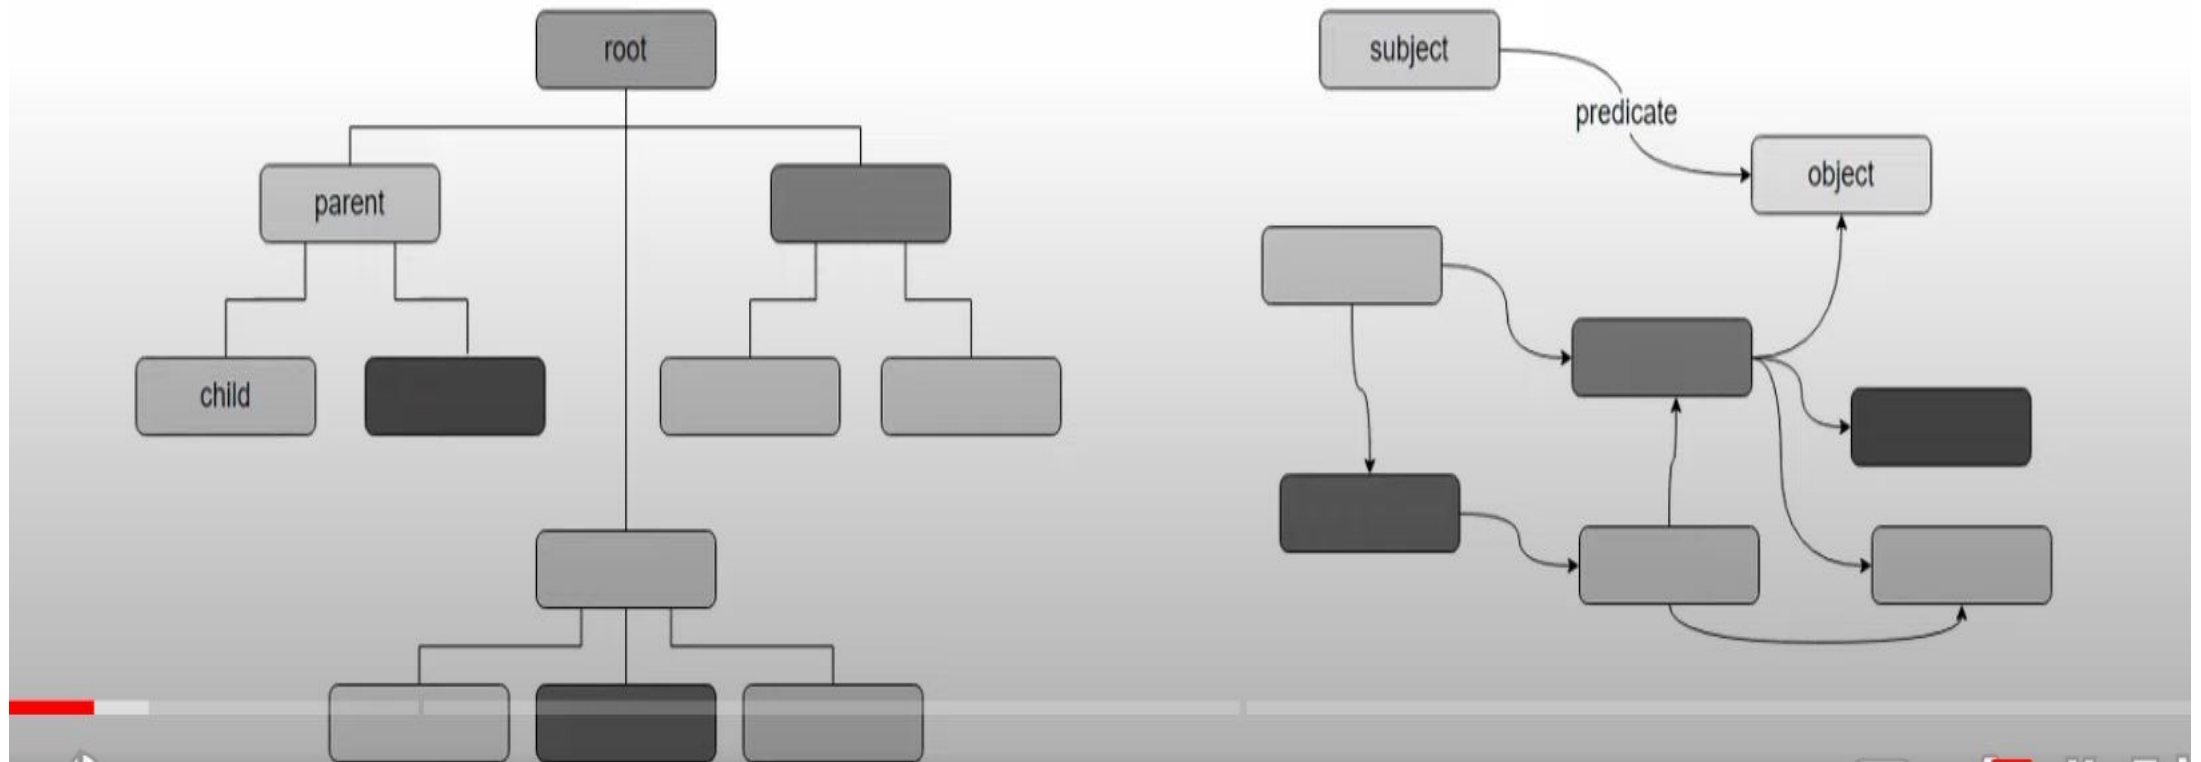 root
parent
child
subject
predicate
object